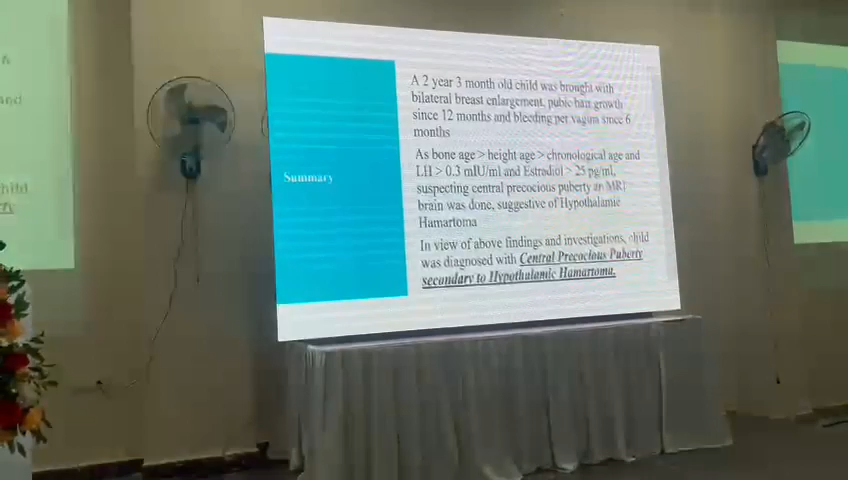 and
hild
Summary
A 2 year 3 month old child was brought with
bilateral breast enlargement, pubic hair growth
since 12 months and bleeding per vagum since 6
months
As bone age > height age > chronological age and
LH > 0.3 mIU/ml and Estradiol > 25 pg/ml,
suspecting central precocious puberty an MRI
brain was done, suggestive of Hypothalamic
Hamartoma
In view of above findings and investigations, child
was diagnosed with Central Precocious Puberty
secondary to Hypothalamic Hamartoma.